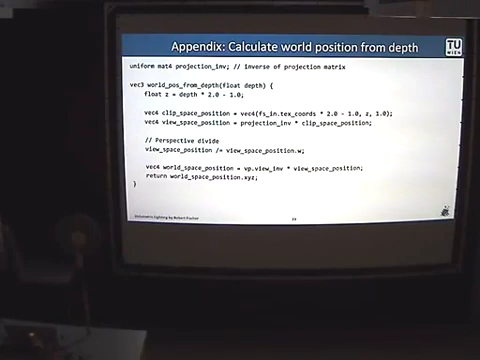 Appendix: Calculate world position from depth
TU
WIEN
uniform mat4 projection_inv; // inverse of projection matrix
vec3 world_pos_from_depth(float depth) {
float z = depth * 2.0 - 1.0;
vec4 clip_space_position = vec4(fs_in.tex_coords * 2.0 - 1.0, z, 1.0);
vec4 view_space_position = projection_inv * clip_space_position;
// Perspective divide
view_space_position /= view_space_position.w;
vec4 world_space_position = vp.view_inv * view_space_position;
return world_space_position.xyz;
}
Volumetric Lighting by Robert Fischer